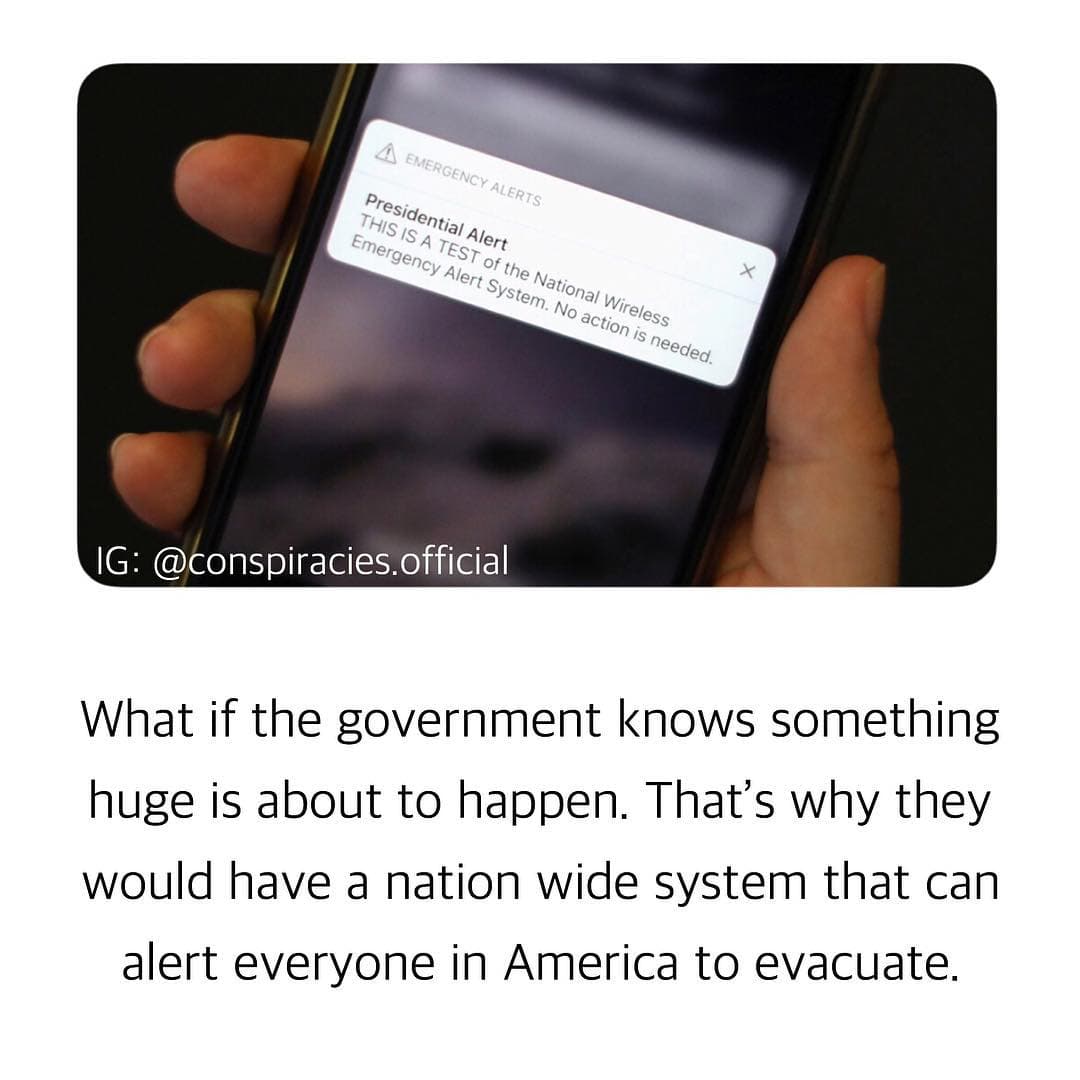 EMERGENCY ALERTS
Presidential Alert
THIS IS A TEST of the National Wireless
Emergency Alert System. No action is needed.
IG: @conspiracies.official
What if the government knows something
huge is about to happen. That’s why they
would have a nation wide system that can
alert everyone in America to evacuate.